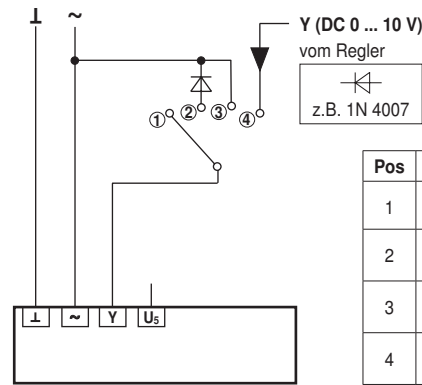 ⊥ ~
Y (DC 0 ... 10 V)
vom Regler
z.B. 1N 4007
① ② ③ ④
Pos
1
2
3
4
⊥ ~ Y U₅